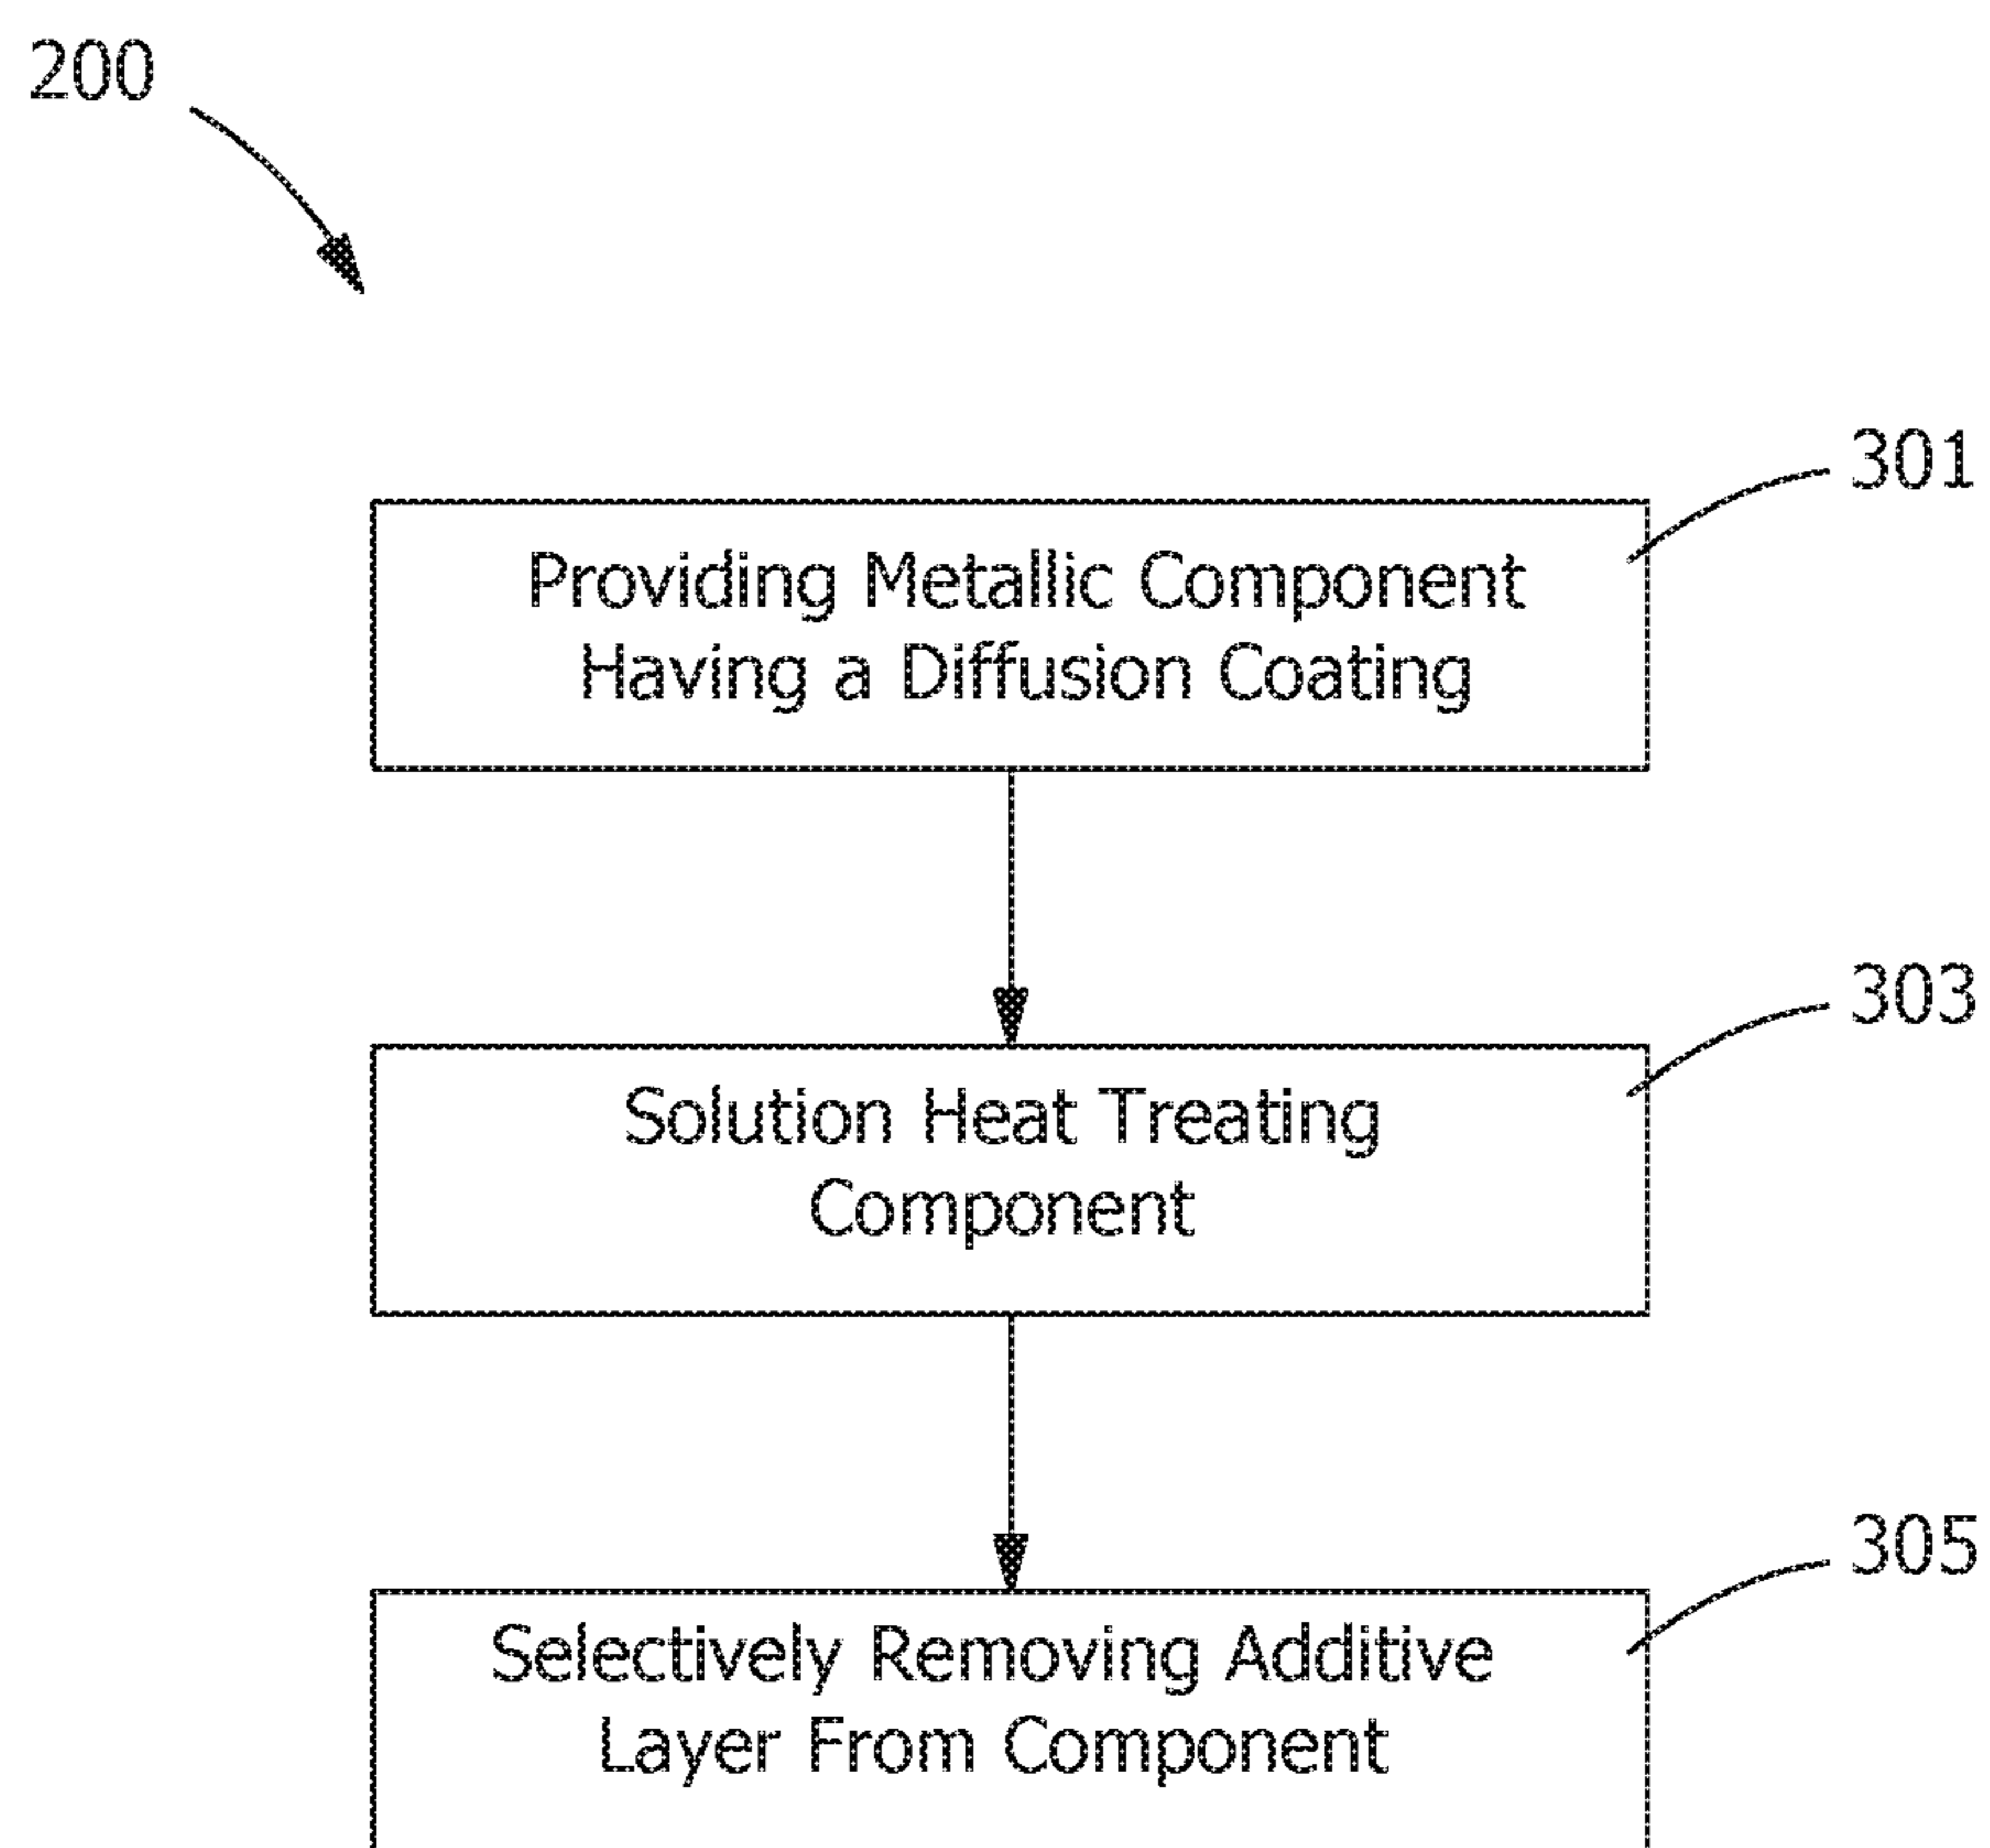 200
301
Providing Metallic Component
Having a Diffusion Coating
303
Solution Heat Treating
Component
305
Selectively Removing Additive
Layer From Component